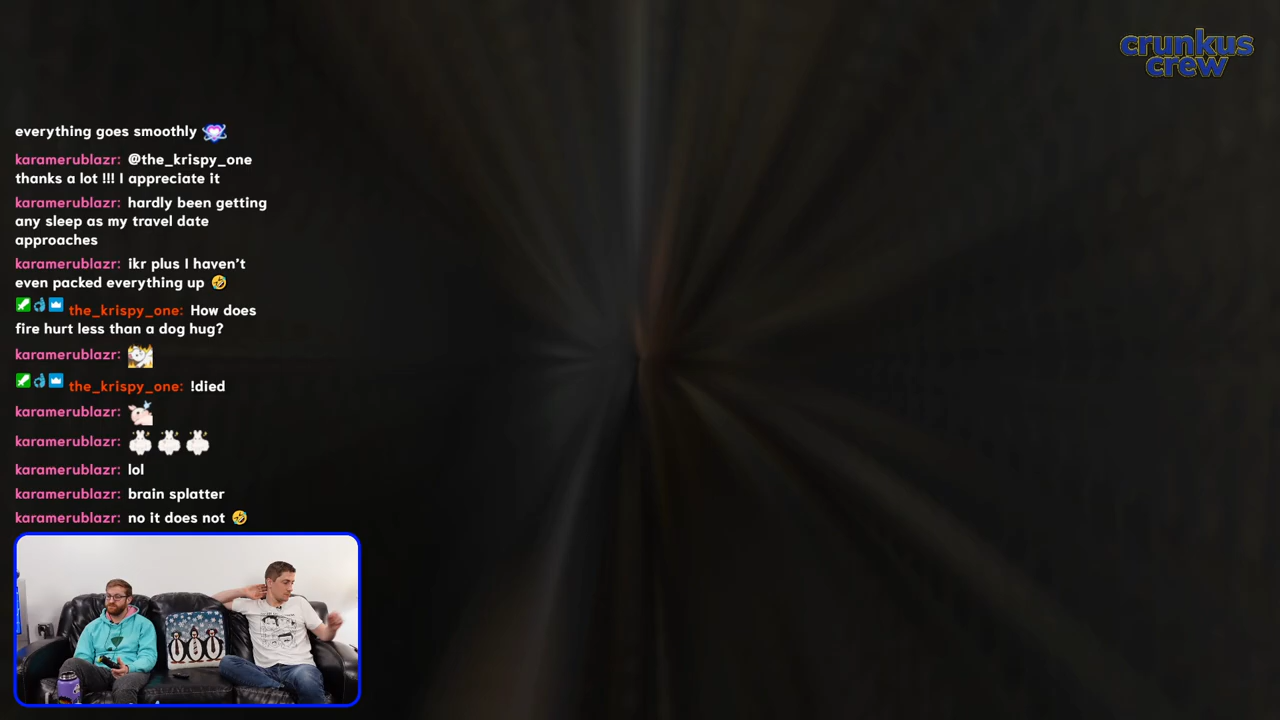 crunkus
crew
everything goes smoothly
karamerublazr: @the_krispy_one
thanks a lot !!! I appreciate it
karamerublazr: hardly been getting
any sleep as my travel date
approaches
karamerublazr: ikr plus I haven't
even packed everything up 🤣
the_krispy_one: How does
fire hurt less than a dog hug?
karamerublazr:
the_krispy_one: !died
karamerublazr:
karamerublazr:
karamerublazr: lol
karamerublazr: brain splatter
karamerublazr: no it does not 🤣